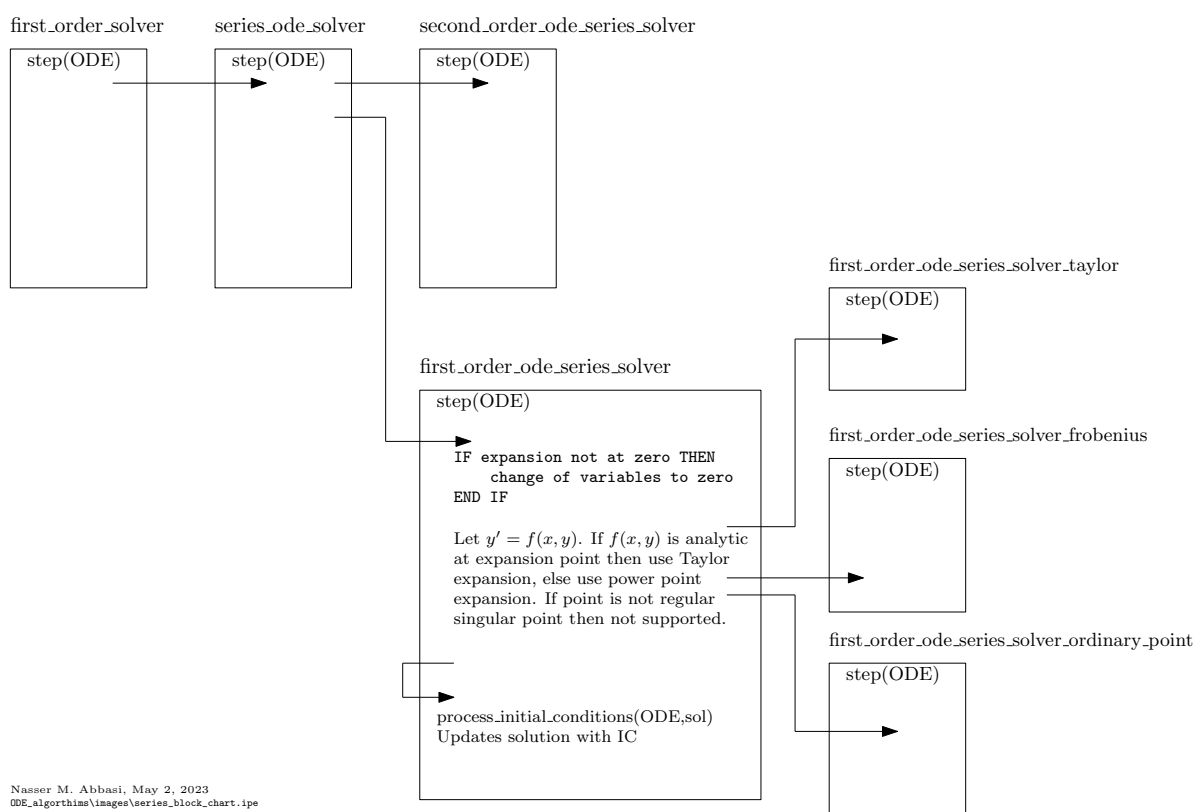 first_order_solver
series_ode_solver
second_order_ode_series_solver
step(ODE)
step(ODE)
step(ODE)
first_order_ode_series_solver_taylor
step(ODE)
first_order_ode_series_solver
step(ODE)
IF expansion not at zero THEN
change of variables to zero
END IF
Let y′ = f(x, y). If f(x, y) is analytic
at expansion point then use Taylor
expansion, else use power point
expansion. If point is not regular
singular point then not supported.
process_initial_conditions(ODE,sol)
Updates solution with IC
first_order_ode_series_solver_frobenius
step(ODE)
first_order_ode_series_solver_ordinary_point
step(ODE)
Nasser M. Abbasi, May 2, 2023
ODE_algorthims\images\series_block_chart.ipe